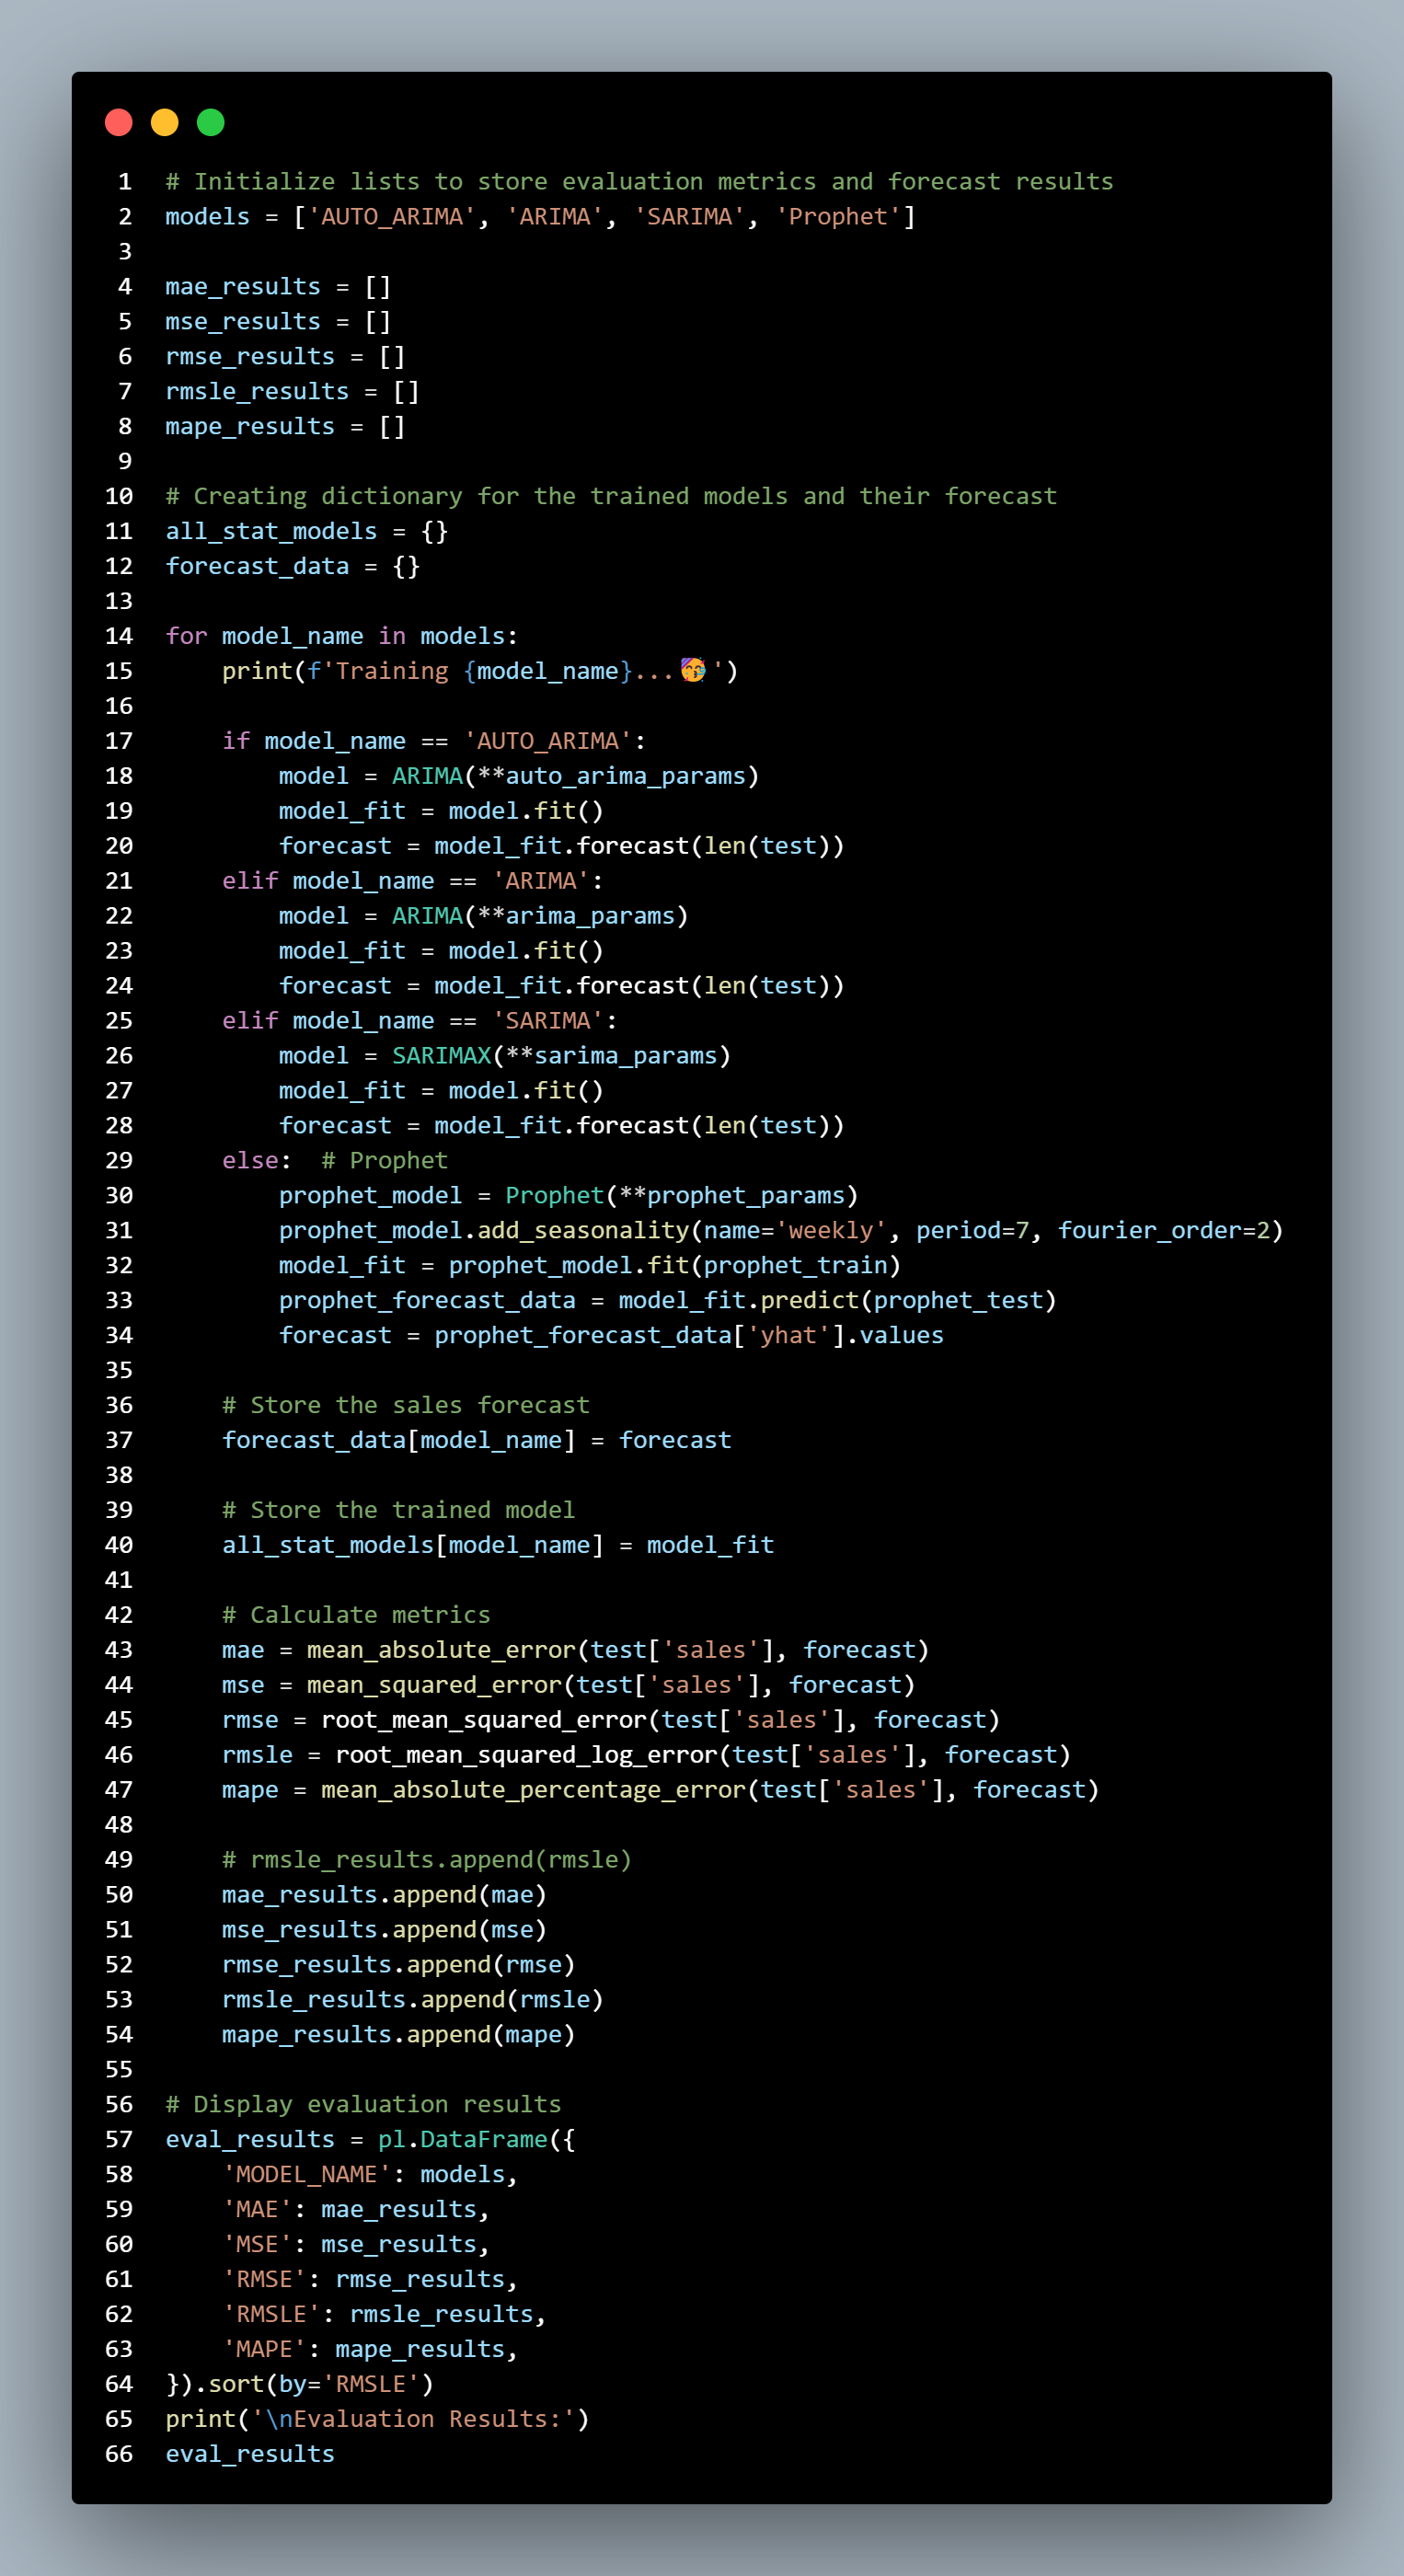 1 # Initialize lists to store evaluation metrics and forecast results
2 models = ['AUTO_ARIMA', 'ARIMA', 'SARIMA', 'Prophet']
3
4 mae_results = []
5 mse_results = []
6 rmse_results = []
7 rmsle_results = []
8 mape_results = []
9
10 # Creating dictionary for the trained models and their forecast
11 all_stat_models = {}
12 forecast_data = {}
13
14 for model_name in models:
15     print(f'Training {model_name}...🥳 ')
16
17     if model_name == 'AUTO_ARIMA':
18         model = ARIMA(**auto_arima_params)
19         model_fit = model.fit()
20         forecast = model_fit.forecast(len(test))
21     elif model_name == 'ARIMA':
22         model = ARIMA(**arima_params)
23         model_fit = model.fit()
24         forecast = model_fit.forecast(len(test))
25     elif model_name == 'SARIMA':
26         model = SARIMAX(**sarima_params)
27         model_fit = model.fit()
28         forecast = model_fit.forecast(len(test))
29     else:  # Prophet
30         prophet_model = Prophet(**prophet_params)
31         prophet_model.add_seasonality(name='weekly', period=7, fourier_order=2)
32         model_fit = prophet_model.fit(prophet_train)
33         prophet_forecast_data = model_fit.predict(prophet_test)
34         forecast = prophet_forecast_data['yhat'].values
35
36     # Store the sales forecast
37     forecast_data[model_name] = forecast
38
39     # Store the trained model
40     all_stat_models[model_name] = model_fit
41
42     # Calculate metrics
43     mae = mean_absolute_error(test['sales'], forecast)
44     mse = mean_squared_error(test['sales'], forecast)
45     rmse = root_mean_squared_error(test['sales'], forecast)
46     rmsle = root_mean_squared_log_error(test['sales'], forecast)
47     mape = mean_absolute_percentage_error(test['sales'], forecast)
48
49     # rmsle_results.append(rmsle)
50     mae_results.append(mae)
51     mse_results.append(mse)
52     rmse_results.append(rmse)
53     rmsle_results.append(rmsle)
54     mape_results.append(mape)
55
56 # Display evaluation results
57 eval_results = pl.DataFrame({
58     'MODEL_NAME': models,
59     'MAE': mae_results,
60     'MSE': mse_results,
61     'RMSE': rmse_results,
62     'RMSLE': rmsle_results,
63     'MAPE': mape_results,
64 }).sort(by='RMSLE')
65 print('\nEvaluation Results:')
66 eval_results